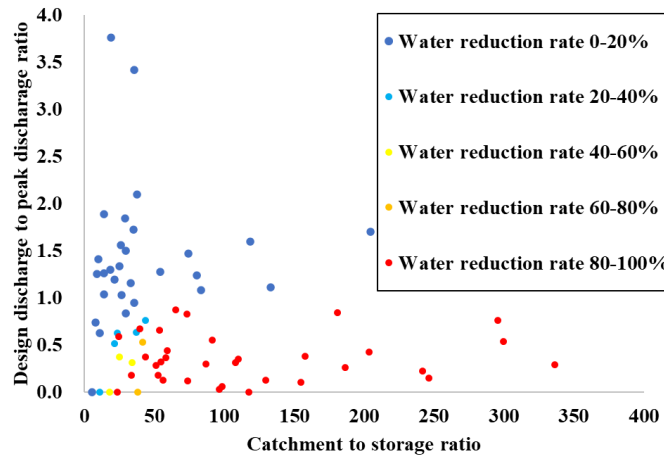 4.0
3.5
3.0
2.5
2.0
1.5
1.0
0.5
0.0
Design discharge to peak discharage ratio
0
50
100
150
200
250
300
350
400
Catchment to storage ratio
Water reduction rate 0-20%
Water reduction rate 20-40%
Water reduction rate 40-60%
Water reduction rate 60-80%
Water reduction rate 80-100%